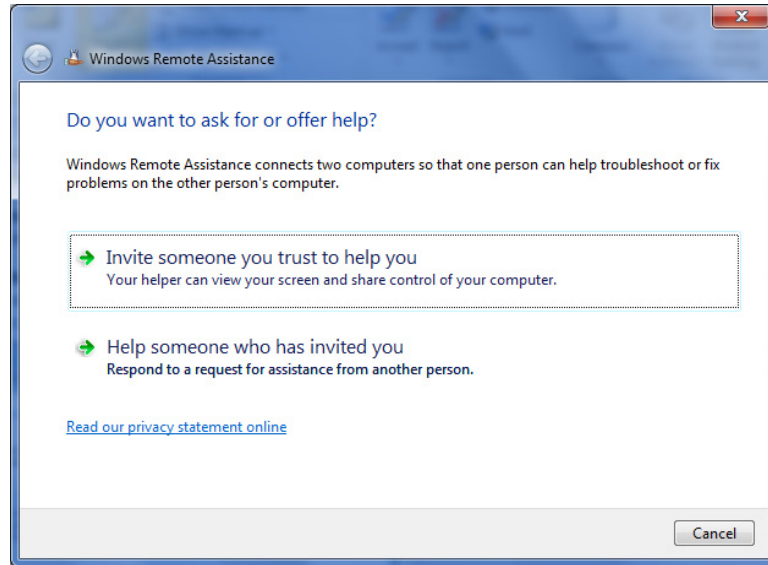 Windows Remote Assistance
Do you want to ask for or offer help?
Windows Remote Assistance connects two computers so that one person can help troubleshoot or fix
problems on the other person's computer.
Invite someone you trust to help you
Your helper can view your screen and share control of your computer.
Help someone who has invited you
Respond to a request for assistance from another person.
Read our privacy statement online
Cancel